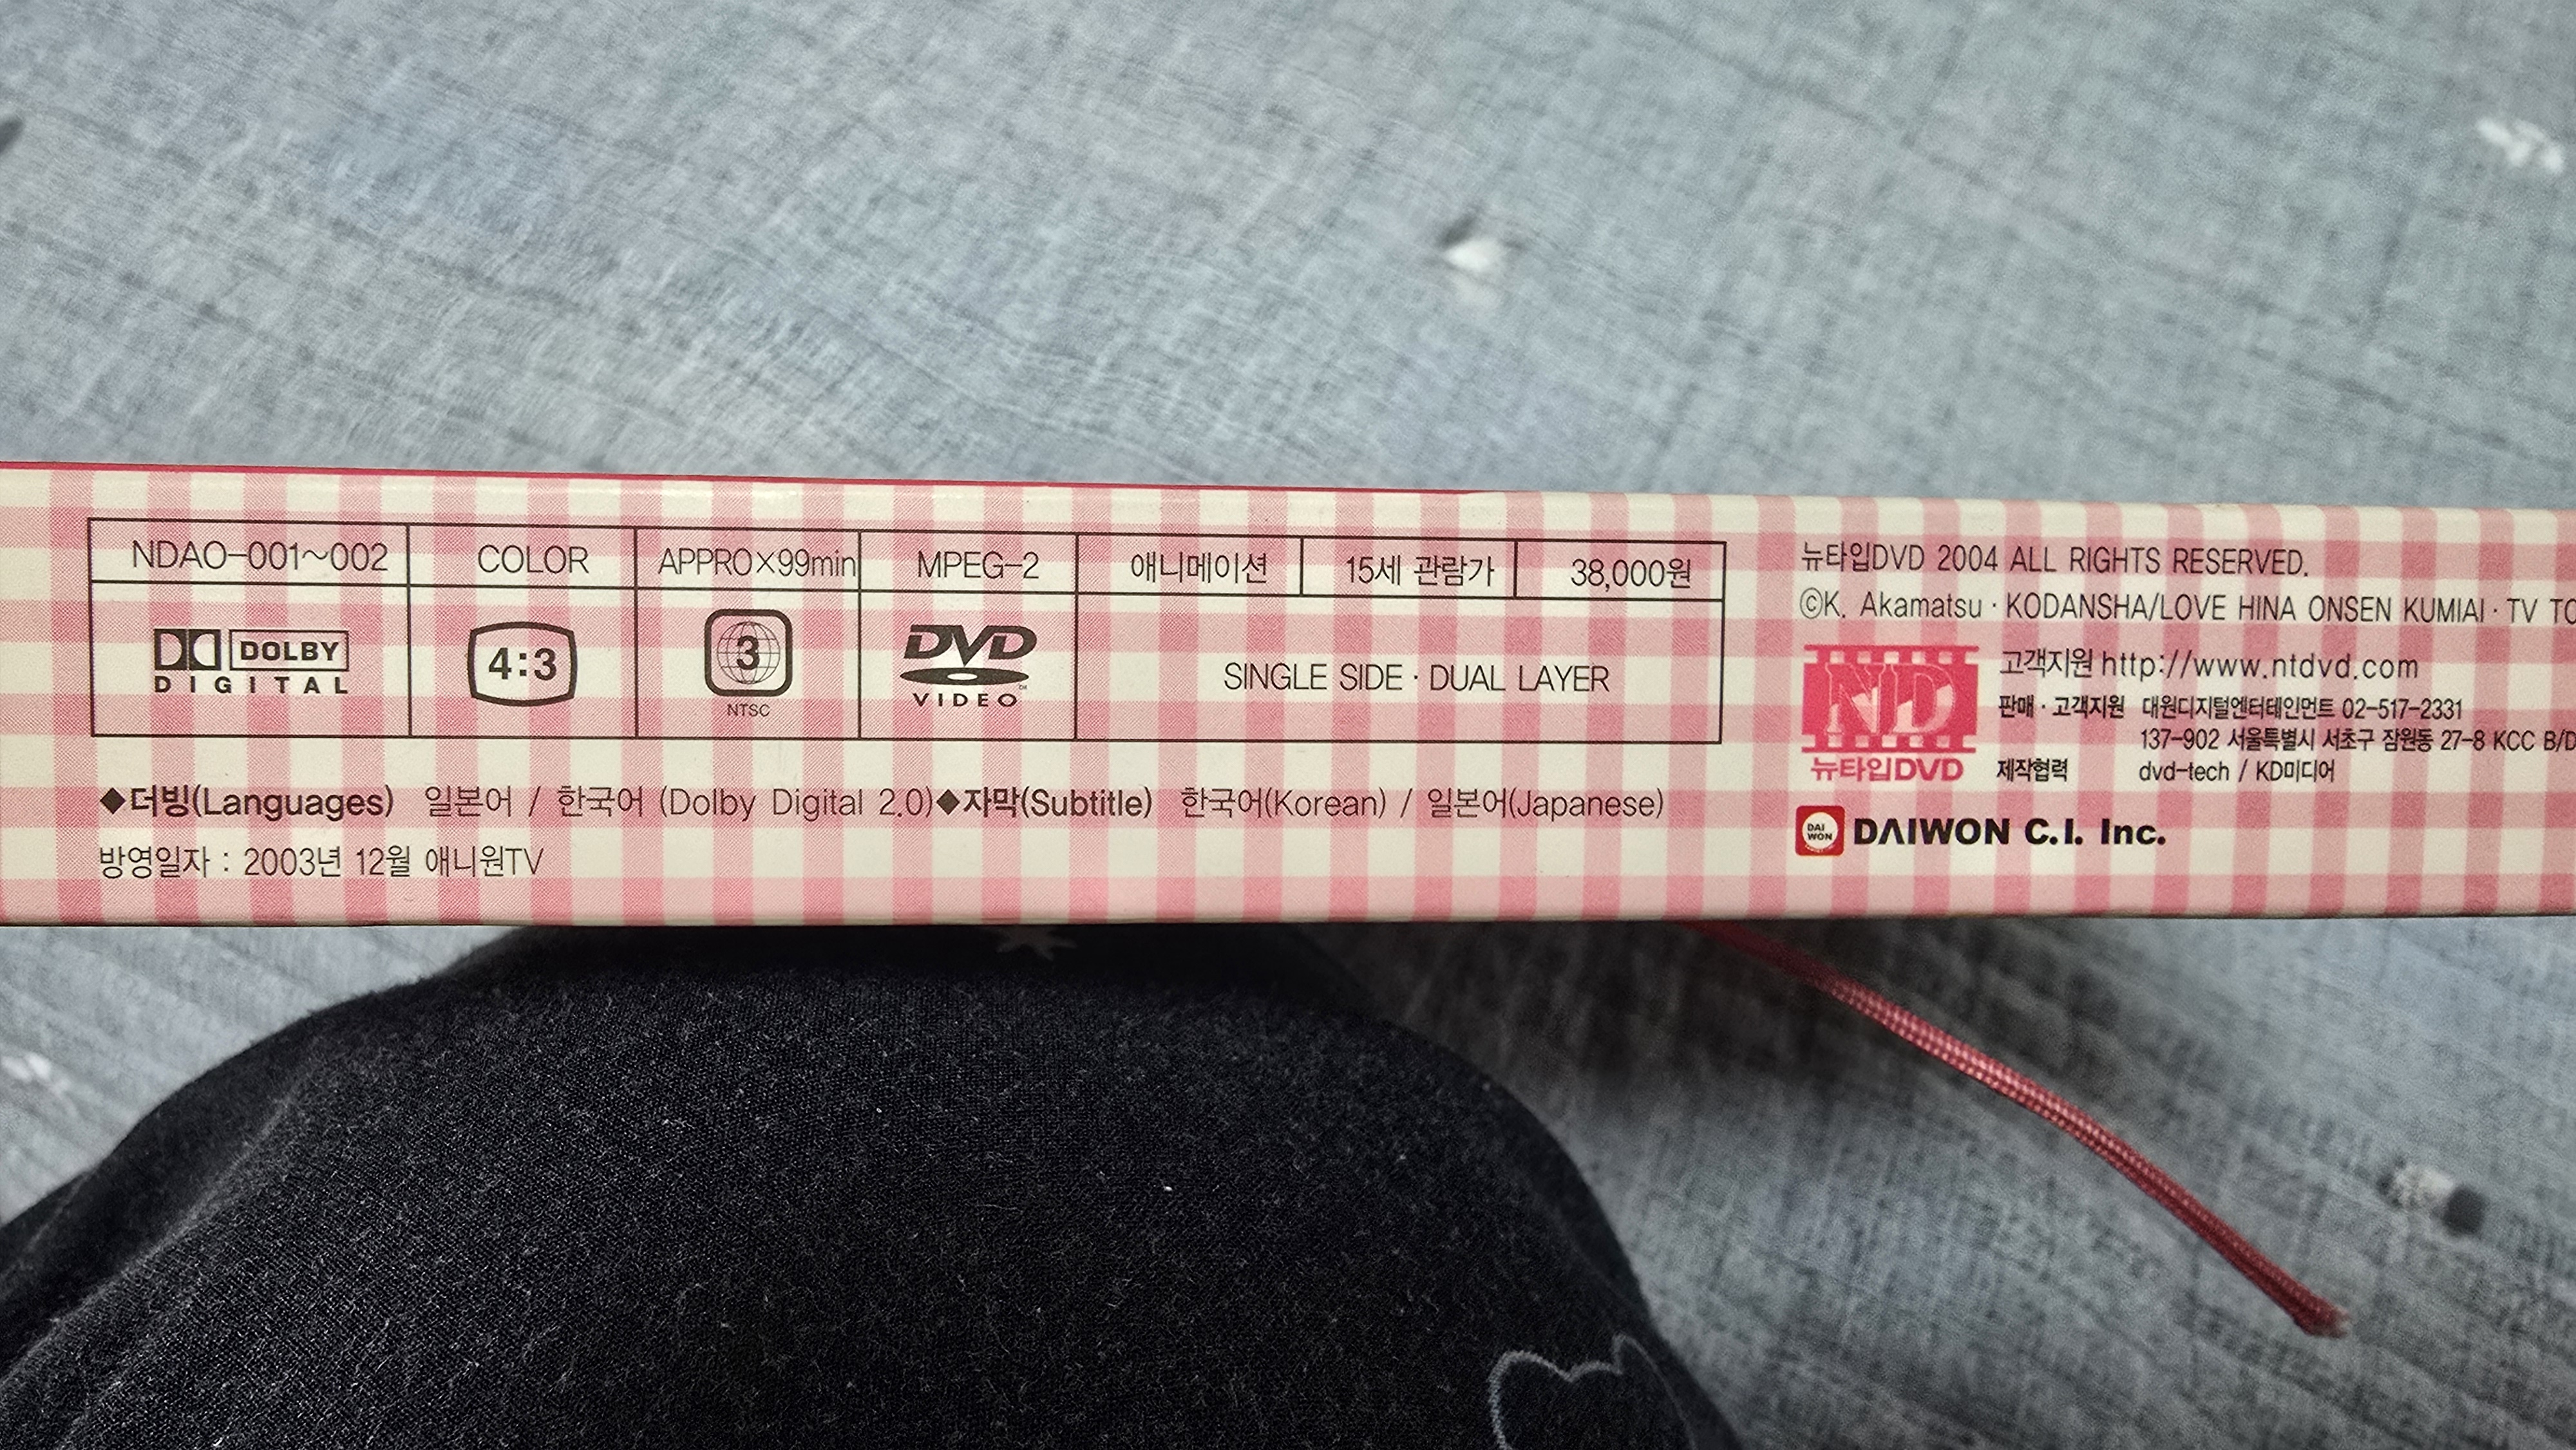 NDAO-001~002 COLOR APPRO×99min MPEG-2 애니메이션 15세 관람가 38,000원
DOLBY
DIGITAL
4:3
3
NTSC
DVD
VIDEO
SINGLE SIDE · DUAL LAYER
◆더빙(Languages) 일본어 / 한국어 (Dolby Digital 2.0)◆자막(Subtitle) 한국어(Korean) / 일본어(Japanese)
방영일자 : 2003년 12월 애니원TV
뉴타입DVD 2004 ALL RIGHTS RESERVED.
©K. Akamatsu · KODANSHA/LOVE HINA ONSEN KUMIAI · TV TO
ND
뉴타입DVD
고객지원 http://www.ntdvd.com
판매 · 고객지원 대원디지털엔터테인먼트 02-517-2331
137-902 서울특별시 서초구 잠원동 27-8 KCC B/D
제작협력 dvd-tech / KD미디어
DAI
WON
DAIWON C.I. Inc.